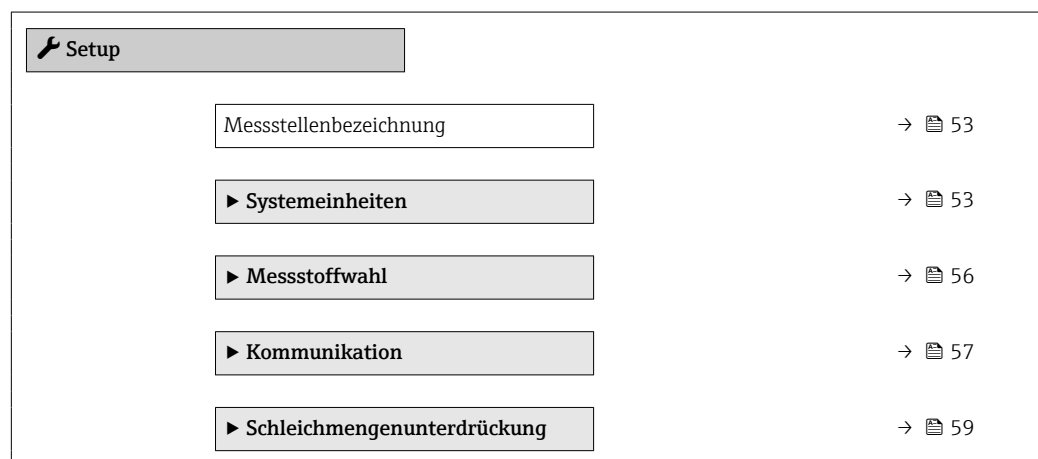 Setup
Messstellenbezeichnung → 53
▶ Systemeinheiten → 53
▶ Messstoffwahl → 56
▶ Kommunikation → 57
▶ Schleichmengenunterdrückung → 59